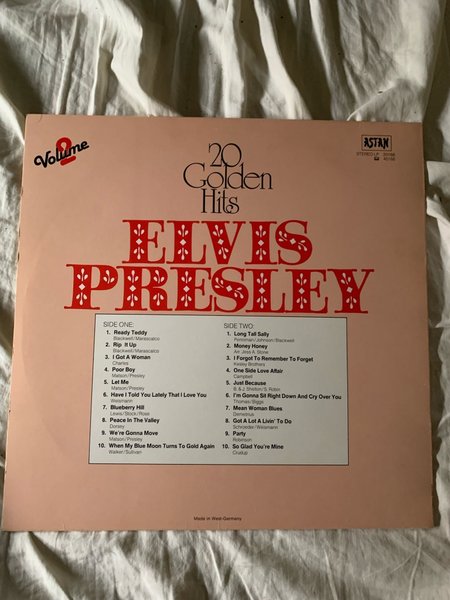 Volume 2
20
Golden
Hits
ASTAN
STEREO-LP 20166
40166
ELVIS
PRESLEY
SIDE ONE:
1. Ready Teddy
Blackwell/Marascalco
2. Rip It Up
Blackwell/Marascalco
3. I Got A Woman
Charles
4. Poor Boy
Matson/Presley
5. Let Me
Matson/Presley
6. Have I Told You Lately That I Love You
Weismann
7. Blueberry Hill
Lewis/Stock/Rose
8. Peace In The Valley
Dorsey
9. We're Gonna Move
Matson/Presley
10. When My Blue Moon Turns To Gold Again
Walker/Sullivan
SIDE TWO:
1. Long Tall Sally
Penniman/Johnson/Blackwell
2. Money Honey
Arr. Jess A. Stone
3. I Forgot To Remember To Forget
Kesley Brothers
4. One Side Love Affair
Campbell
5. Just Because
B. & J. Shelton/S. Robin
6. I'm Gonna Sit Right Down And Cry Over You
Thomas/Biggs
7. Mean Woman Blues
Demetrius
8. Got A Lot A Livin' To Do
Schroeder/Weismann
9. Party
Robinson
10. So Glad You're Mine
Crudup
Made in West-Germany